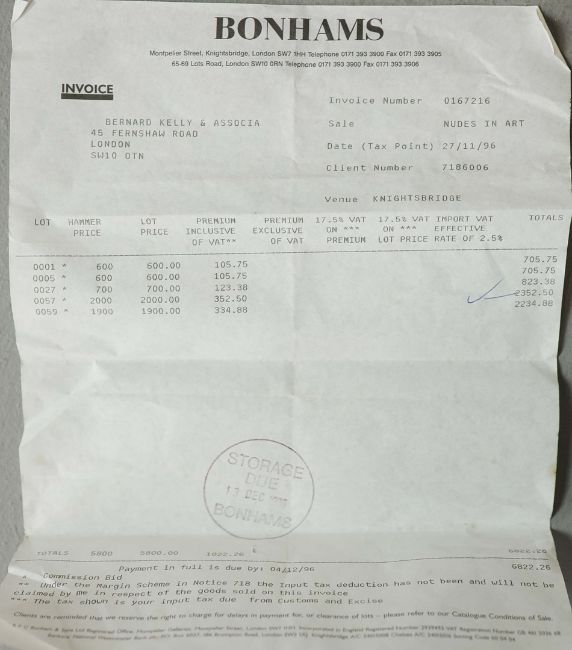 BONHAMS
Montpelier Street, Knightsbridge, London SW7 1HH Telephone 0171 393 3900 Fax 0171 393 3905
65-69 Lots Road, London SW10 0RN Telephone 0171 393 3900 Fax 0171 393 3906
INVOICE
Invoice Number 0167216
BERNARD KELLY & ASSOCIA Sale NUDES IN ART
45 FERNSHAW ROAD
LONDON Date (Tax Point) 27/11/96
SW10 OTN
Client Number 7186006
Venue KNIGHTSBRIDGE
LOT HAMMER LOT PREMIUM PREMIUM 17.5% VAT 17.5% VAT IMPORT VAT TOTALS
PRICE PRICE INCLUSIVE EXCLUSIVE ON *** ON *** EFFECTIVE
OF VAT** OF VAT PREMIUM LOT PRICE RATE OF 2.5%
0001 * 600 600.00 105.75 705.75
0005 * 600 600.00 105.75 705.75
0027 * 700 700.00 123.38 823.38
0057 * 2000 2000.00 352.50 2352.50
0059 * 1900 1900.00 334.88 2234.88
STORAGE
DUE
13 DEC
BONHAMS
TOTALS 5800 5800.00 1022.26 6822.26
Payment in full is due by: 04/12/96 6822.26
* Commission Bid
** Under the Margin Scheme in Notice 718 the Input tax deduction has not been and will not be
claimed by me in respect of the goods sold on this invoice
*** The tax shown is your input tax due from Customs and Excise
Clients are reminded that we reserve the right to charge for delays in payment for, or clearance of lots – please refer to our Catalogue Conditions of Sale.